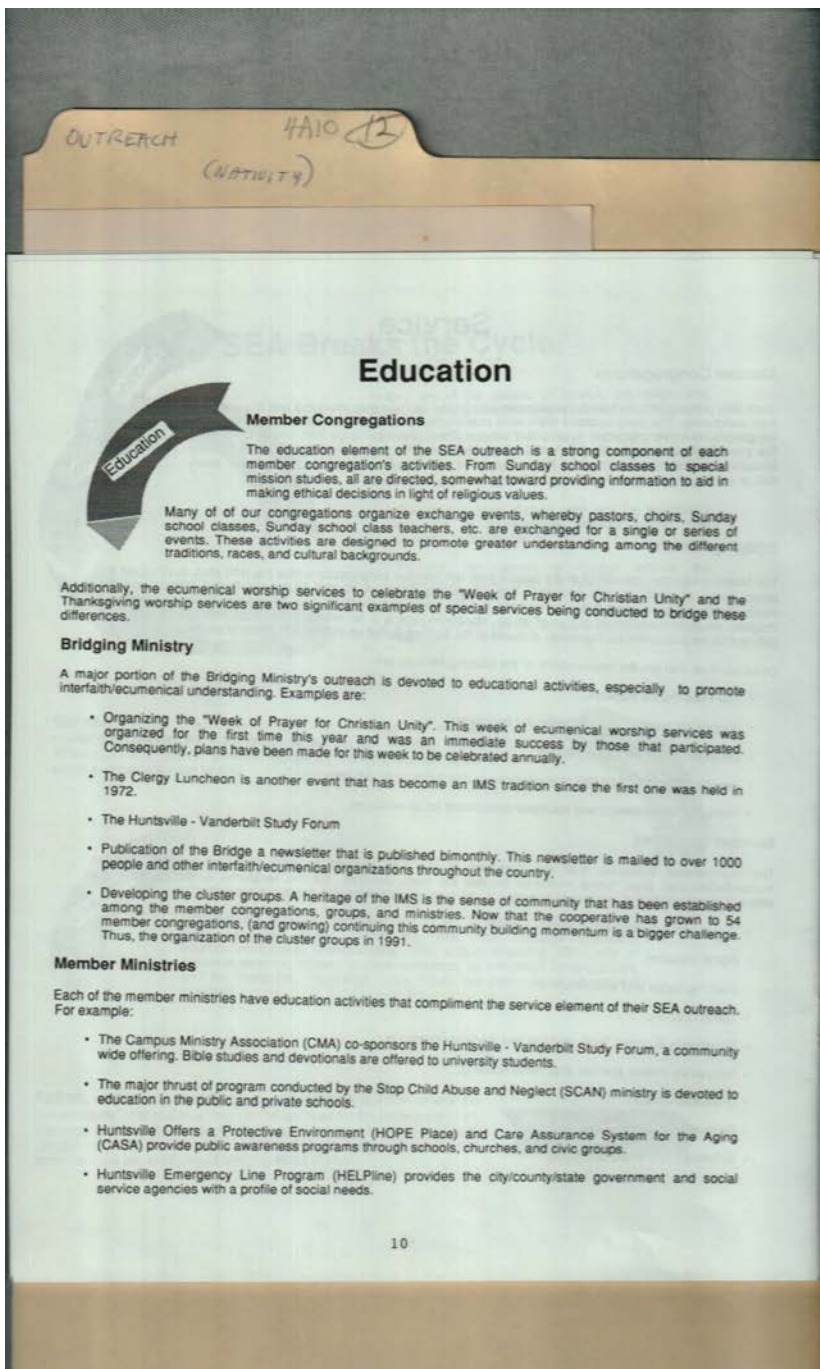 OUTREACH 4A10 12
(NATIVITY)
Service
SEA Breaks the Cycle
Education
Education
Member Congregations
The education element of the SEA outreach is a strong component of each
member congregation's activities. From Sunday school classes to special
mission studies, all are directed, somewhat toward providing information to aid in
making ethical decisions in light of religious values.
Many of of our congregations organize exchange events, whereby pastors, choirs, Sunday
school classes, Sunday school class teachers, etc. are exchanged for a single or series of
events. These activities are designed to promote greater understanding among the different
traditions, races, and cultural backgrounds.
Additionally, the ecumenical worship services to celebrate the "Week of Prayer for Christian Unity" and the
Thanksgiving worship services are two significant examples of special services being conducted to bridge these
differences.
Bridging Ministry
A major portion of the Bridging Ministry's outreach is devoted to educational activities, especially to promote
interfaith/ecumenical understanding. Examples are:
• Organizing the "Week of Prayer for Christian Unity". This week of ecumenical worship services was
organized for the first time this year and was an immediate success by those that participated.
Consequently, plans have been made for this week to be celebrated annually.
• The Clergy Luncheon is another event that has become an IMS tradition since the first one was held in
1972.
• The Huntsville - Vanderbilt Study Forum
• Publication of the Bridge a newsletter that is published bimonthly. This newsletter is mailed to over 1000
people and other interfaith/ecumenical organizations throughout the country.
• Developing the cluster groups. A heritage of the IMS is the sense of community that has been established
among the member congregations, groups, and ministries. Now that the cooperative has grown to 54
member congregations, (and growing) continuing this community building momentum is a bigger challenge.
Thus, the organization of the cluster groups in 1991.
Member Ministries
Each of the member ministries have education activities that compliment the service element of their SEA outreach.
For example:
• The Campus Ministry Association (CMA) co-sponsors the Huntsville - Vanderbilt Study Forum, a community
wide offering. Bible studies and devotionals are offered to university students.
• The major thrust of program conducted by the Stop Child Abuse and Neglect (SCAN) ministry is devoted to
education in the public and private schools.
• Huntsville Offers a Protective Environment (HOPE Place) and Care Assurance System for the Aging
(CASA) provide public awareness programs through schools, churches, and civic groups.
• Huntsville Emergency Line Program (HELPline) provides the city/county/state government and social
service agencies with a profile of social needs.
10